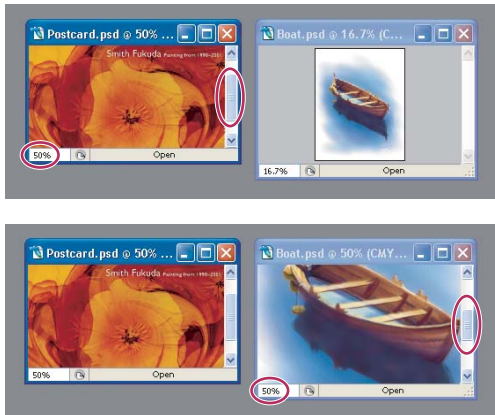 Postcard.psd @ 50% ...
Smith Fukuda
50%
Open
Boat.psd @ 16.7% (C...
16.7%
Open
Postcard.psd @ 50% ...
Smith Fukuda
50%
Open
Boat.psd @ 50% (CMY...
50%
Open